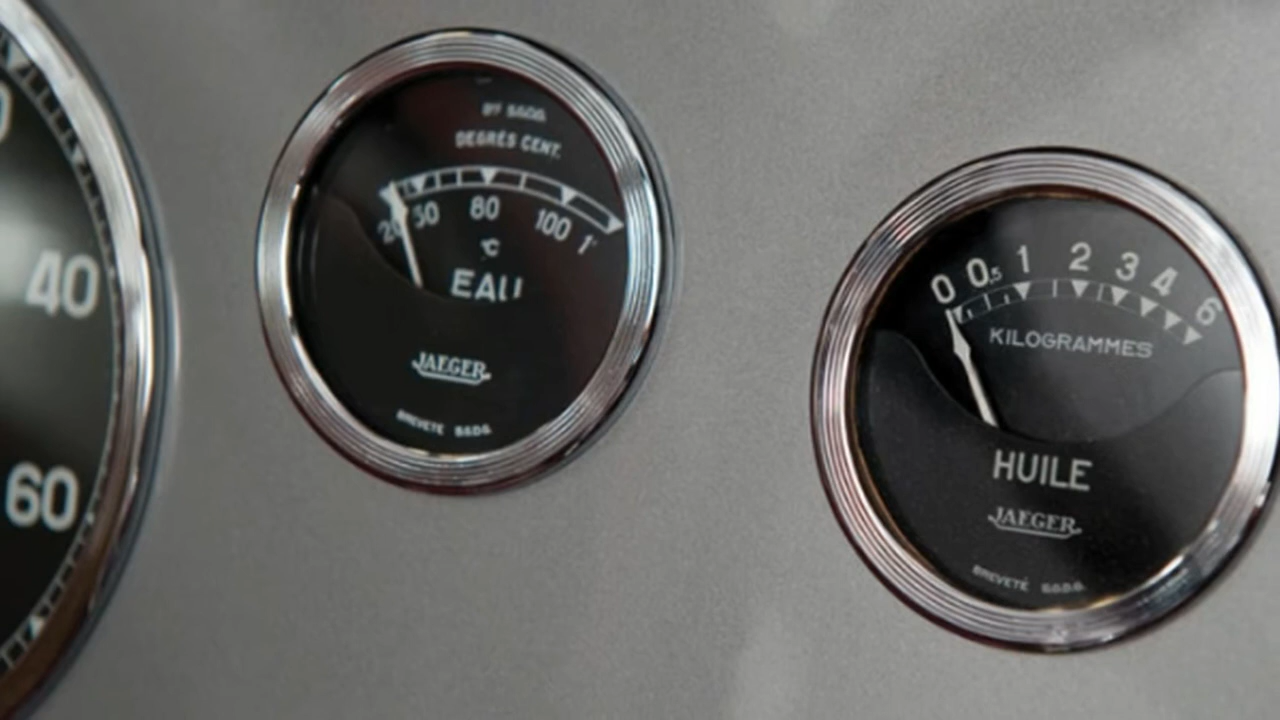 40
60
Bᵀᴱ S.G.D.G.
DEGRÉS CENT.
20 50 80 100
°C
EAU
JAEGER
BREVETÉ S.G.D.G.
0 0.5 1 2 3 4 6
KILOGRAMMES
HUILE
JAEGER
BREVETÉ S.G.D.G.